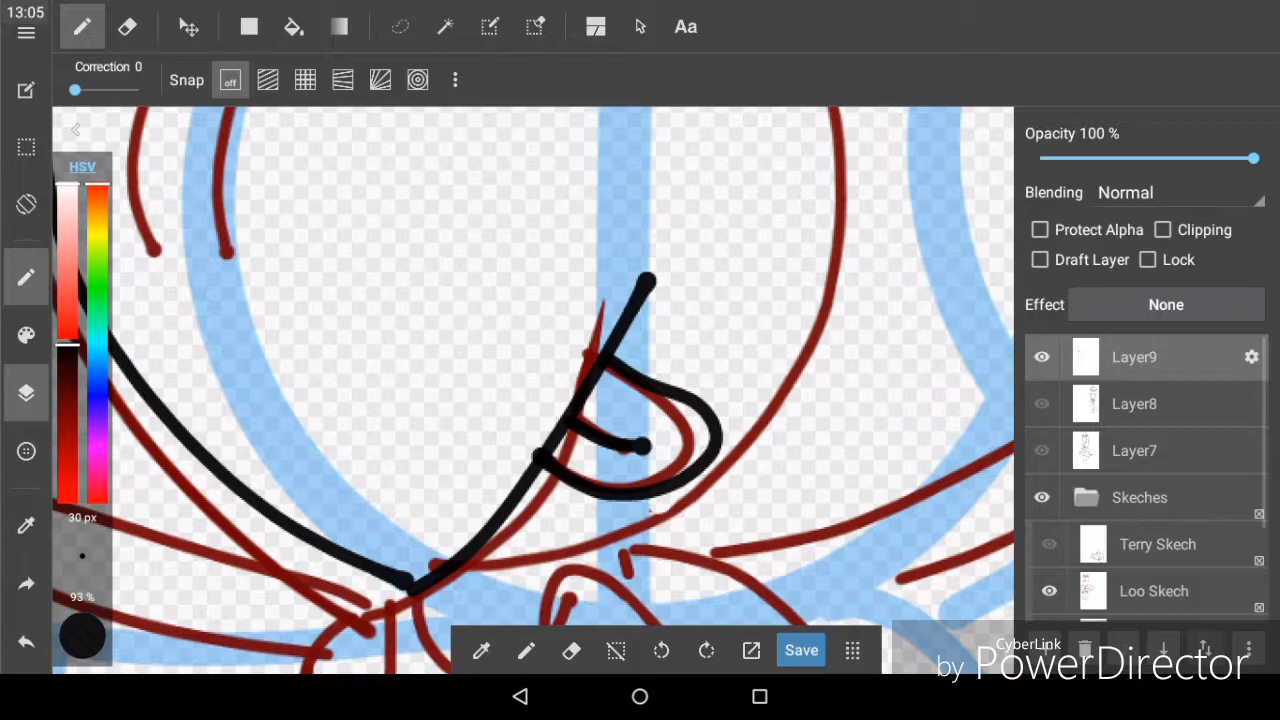 13:05
Aa
Correction 0
Snap
off
HSV
30 px
93 %
Save
Opacity 100 %
Blending Normal
Protect Alpha Clipping
Draft Layer Lock
Effect None
Layer9
Layer8
Layer7
Skeches
Terry Skech
Loo Skech
CyberLink
by PowerDirector